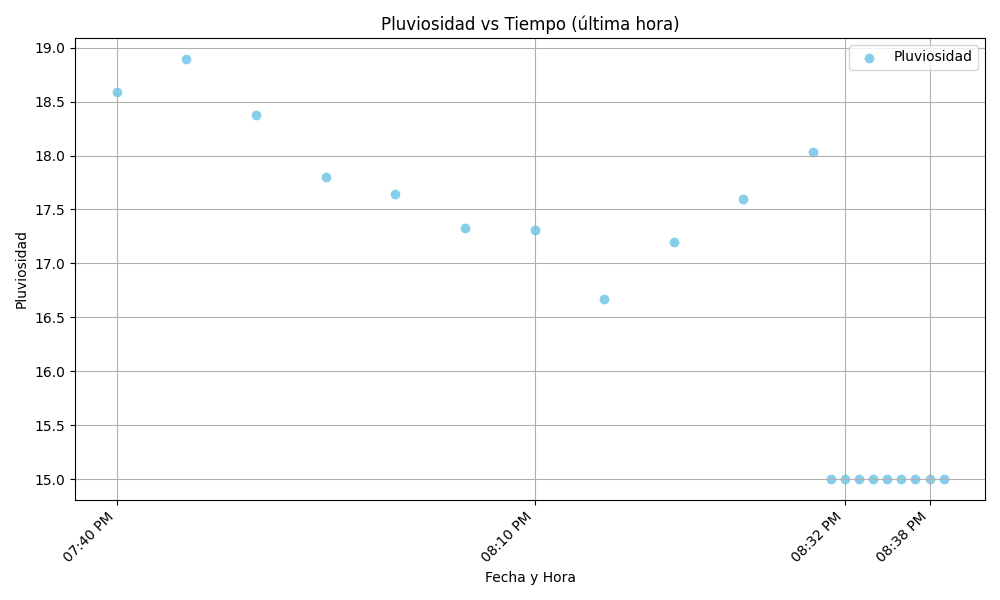 Pluviosidad vs Tiempo (última hora)
Pluviosidad
19.0
18.5
18.0
17.5
17.0
16.5
16.0
15.5
15.0
Pluviosidad
07:40 PM
08:10 PM
08:32 PM
08:38 PM
Fecha y Hora